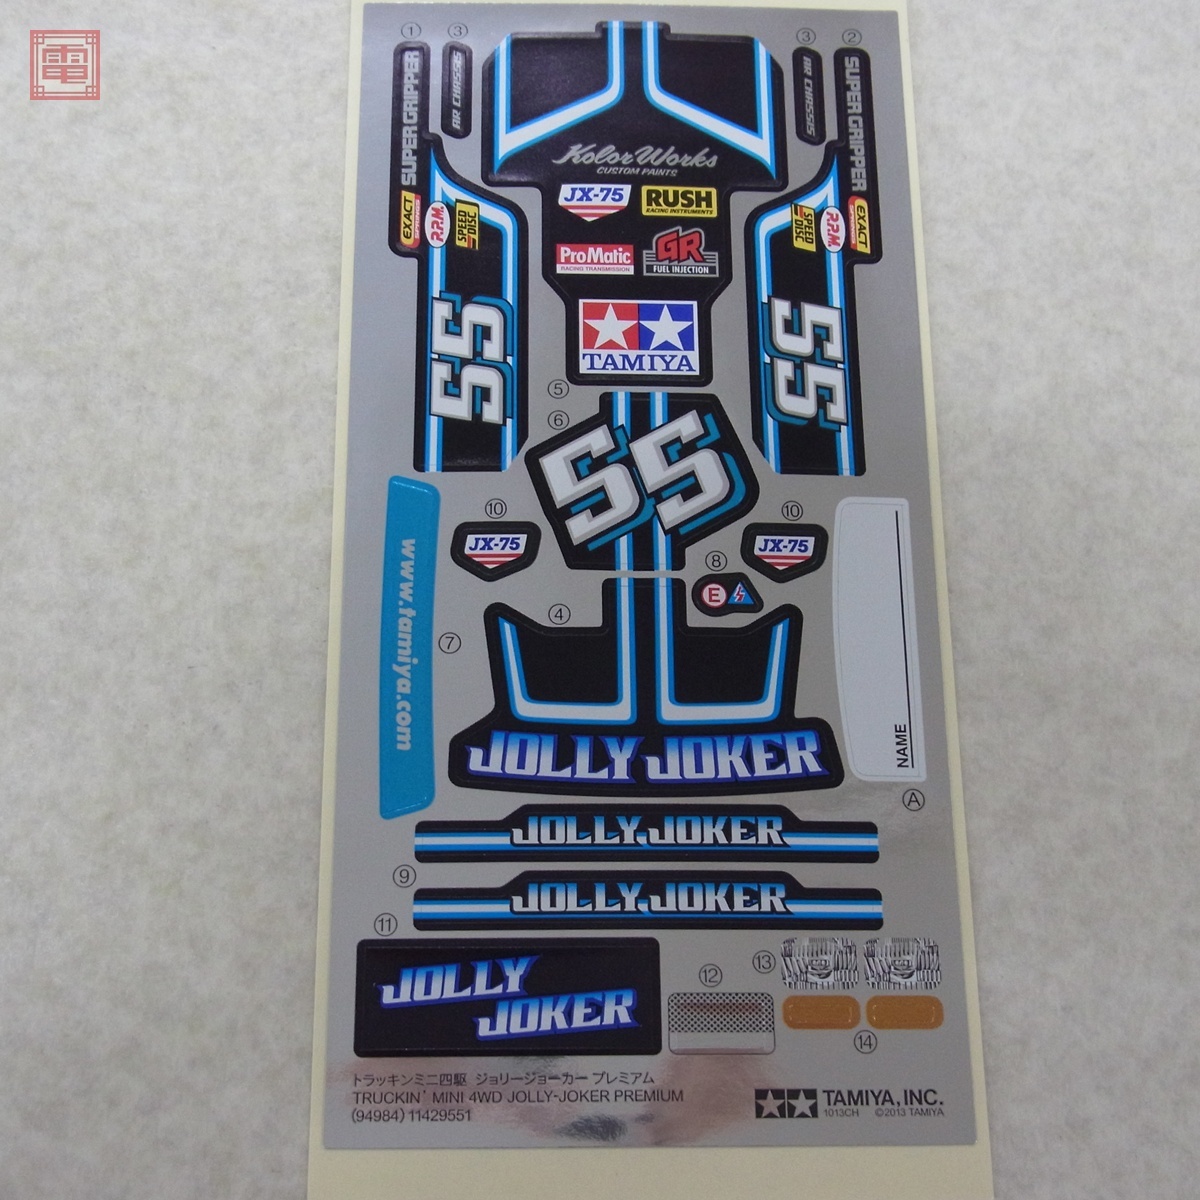 電
① ③ ③ ②
SUPER GRIPPER
AR CHASSIS
AR CHASSIS
SUPER GRIPPER
Kolor Works
CUSTOM PAINTS
JX-75
RUSH
RACING INSTRUMENTS
EXACT
SPRINGS
R.P.M.
SPEED
DISC
SPEED
DISC
R.P.M.
EXACT
SPRINGS
ProMatic
RACING TRANSMISSION
GR
FUEL INJECTION
55
55
TAMIYA
⑤
⑥
55
⑩
JX-75
⑩
JX-75
⑧
E
④
⑦
www.tamiya.com
NAME
JOLLY JOKER
Ⓐ
JOLLY JOKER
⑨
JOLLY JOKER
⑪
JOLLY
JOKER
⑫
⑬
⑭
トラッキンミニ四駆 ジョリージョーカー プレミアム
TRUCKIN' MINI 4WD JOLLY-JOKER PREMIUM
(94984) 11429551
TAMIYA, INC.
1013CH ©2013 TAMIYA